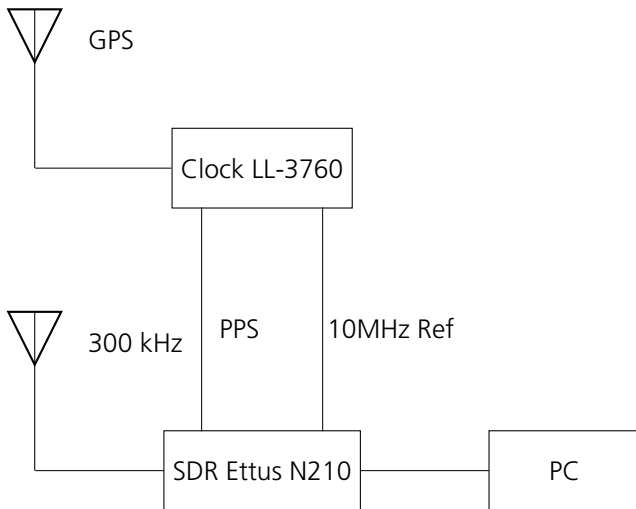 GPS
Clock LL-3760
300 kHz
PPS
10MHz Ref
SDR Ettus N210
PC